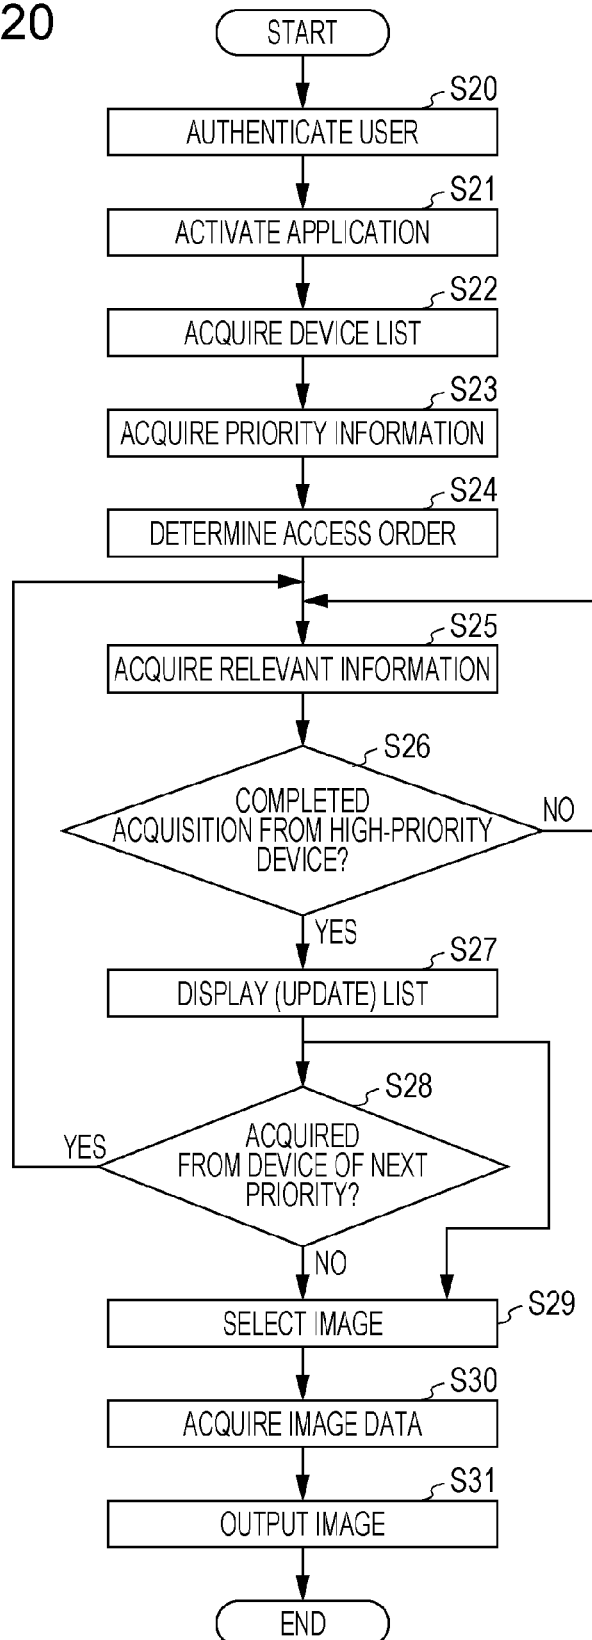 20
START
S20
AUTHENTICATE USER
S21
ACTIVATE APPLICATION
S22
ACQUIRE DEVICE LIST
S23
ACQUIRE PRIORITY INFORMATION
S24
DETERMINE ACCESS ORDER
S25
ACQUIRE RELEVANT INFORMATION
S26
COMPLETED
ACQUISITION FROM HIGH-PRIORITY
DEVICE?
NO
YES
S27
DISPLAY (UPDATE) LIST
S28
ACQUIRED
FROM DEVICE OF NEXT
PRIORITY?
YES
NO
S29
SELECT IMAGE
S30
ACQUIRE IMAGE DATA
S31
OUTPUT IMAGE
END